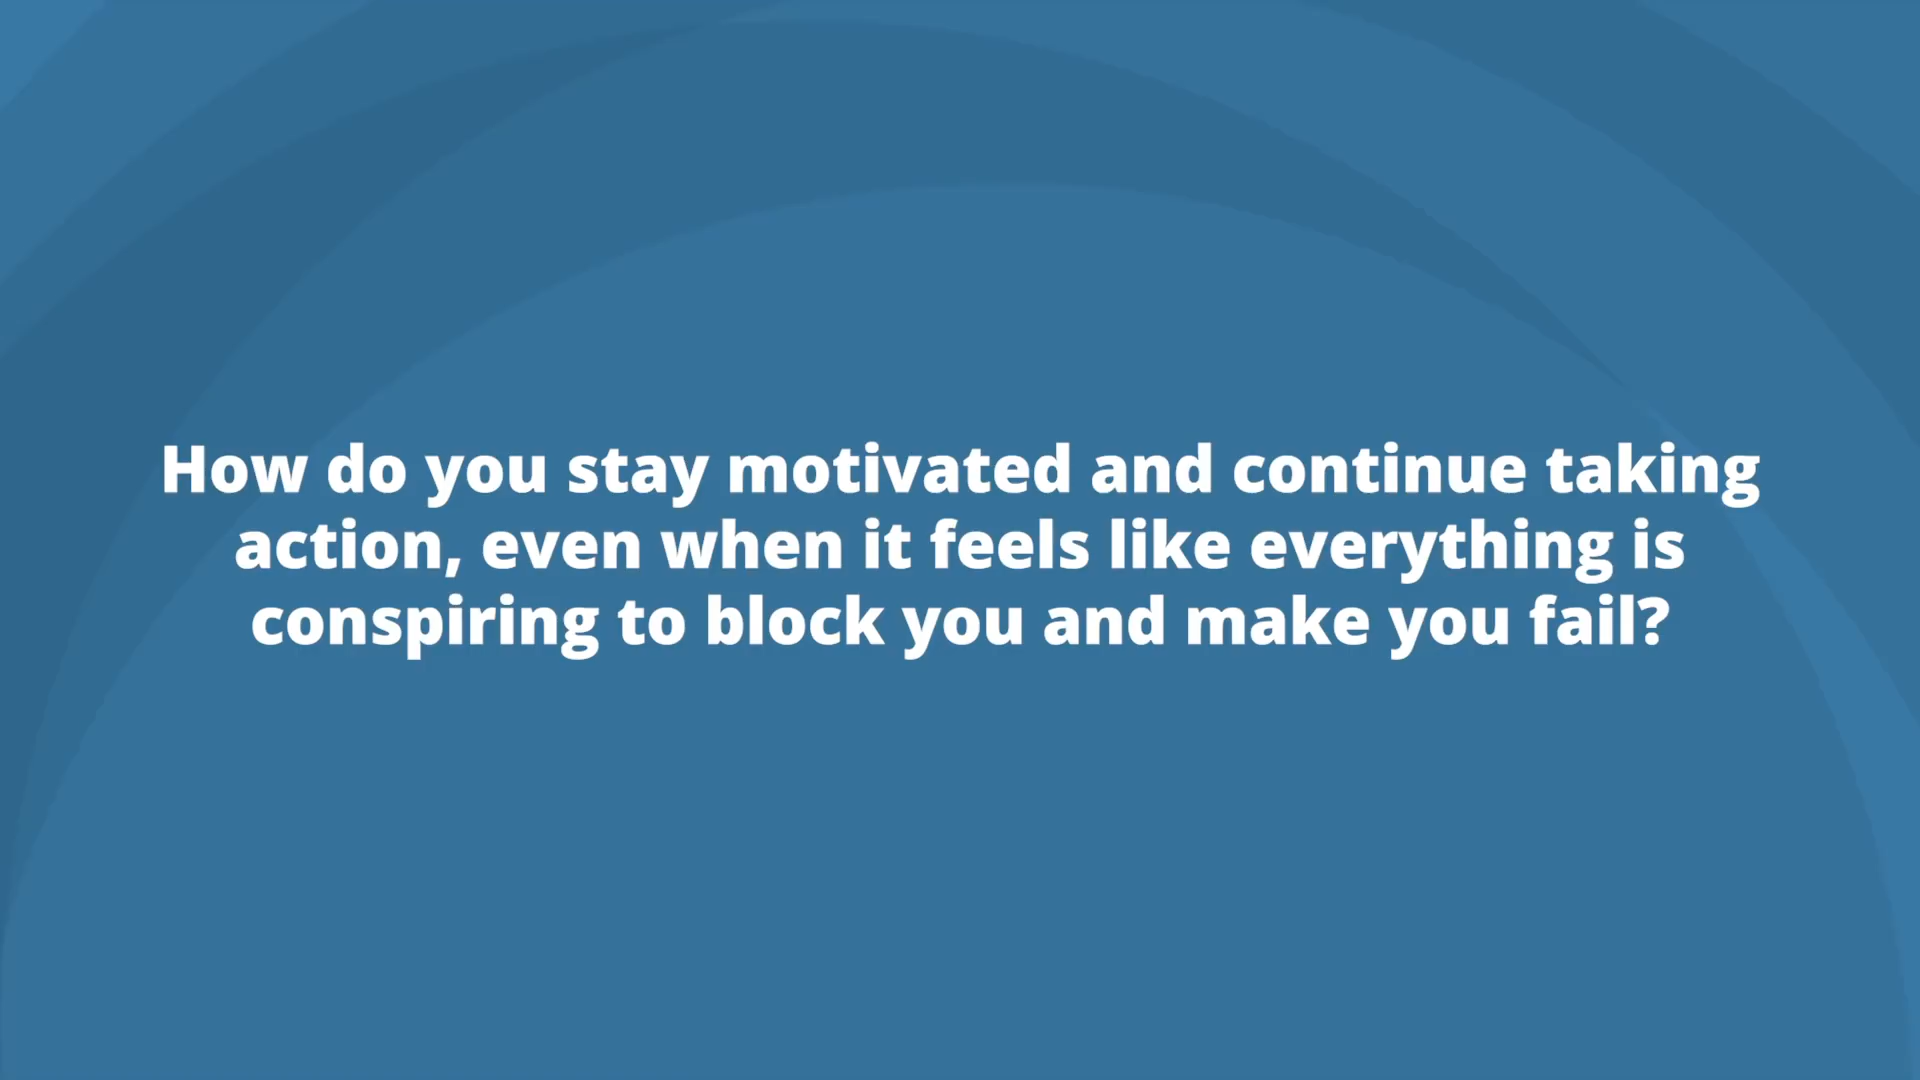 How do you stay motivated and continue taking
action, even when it feels like everything is
conspiring to block you and make you fail?